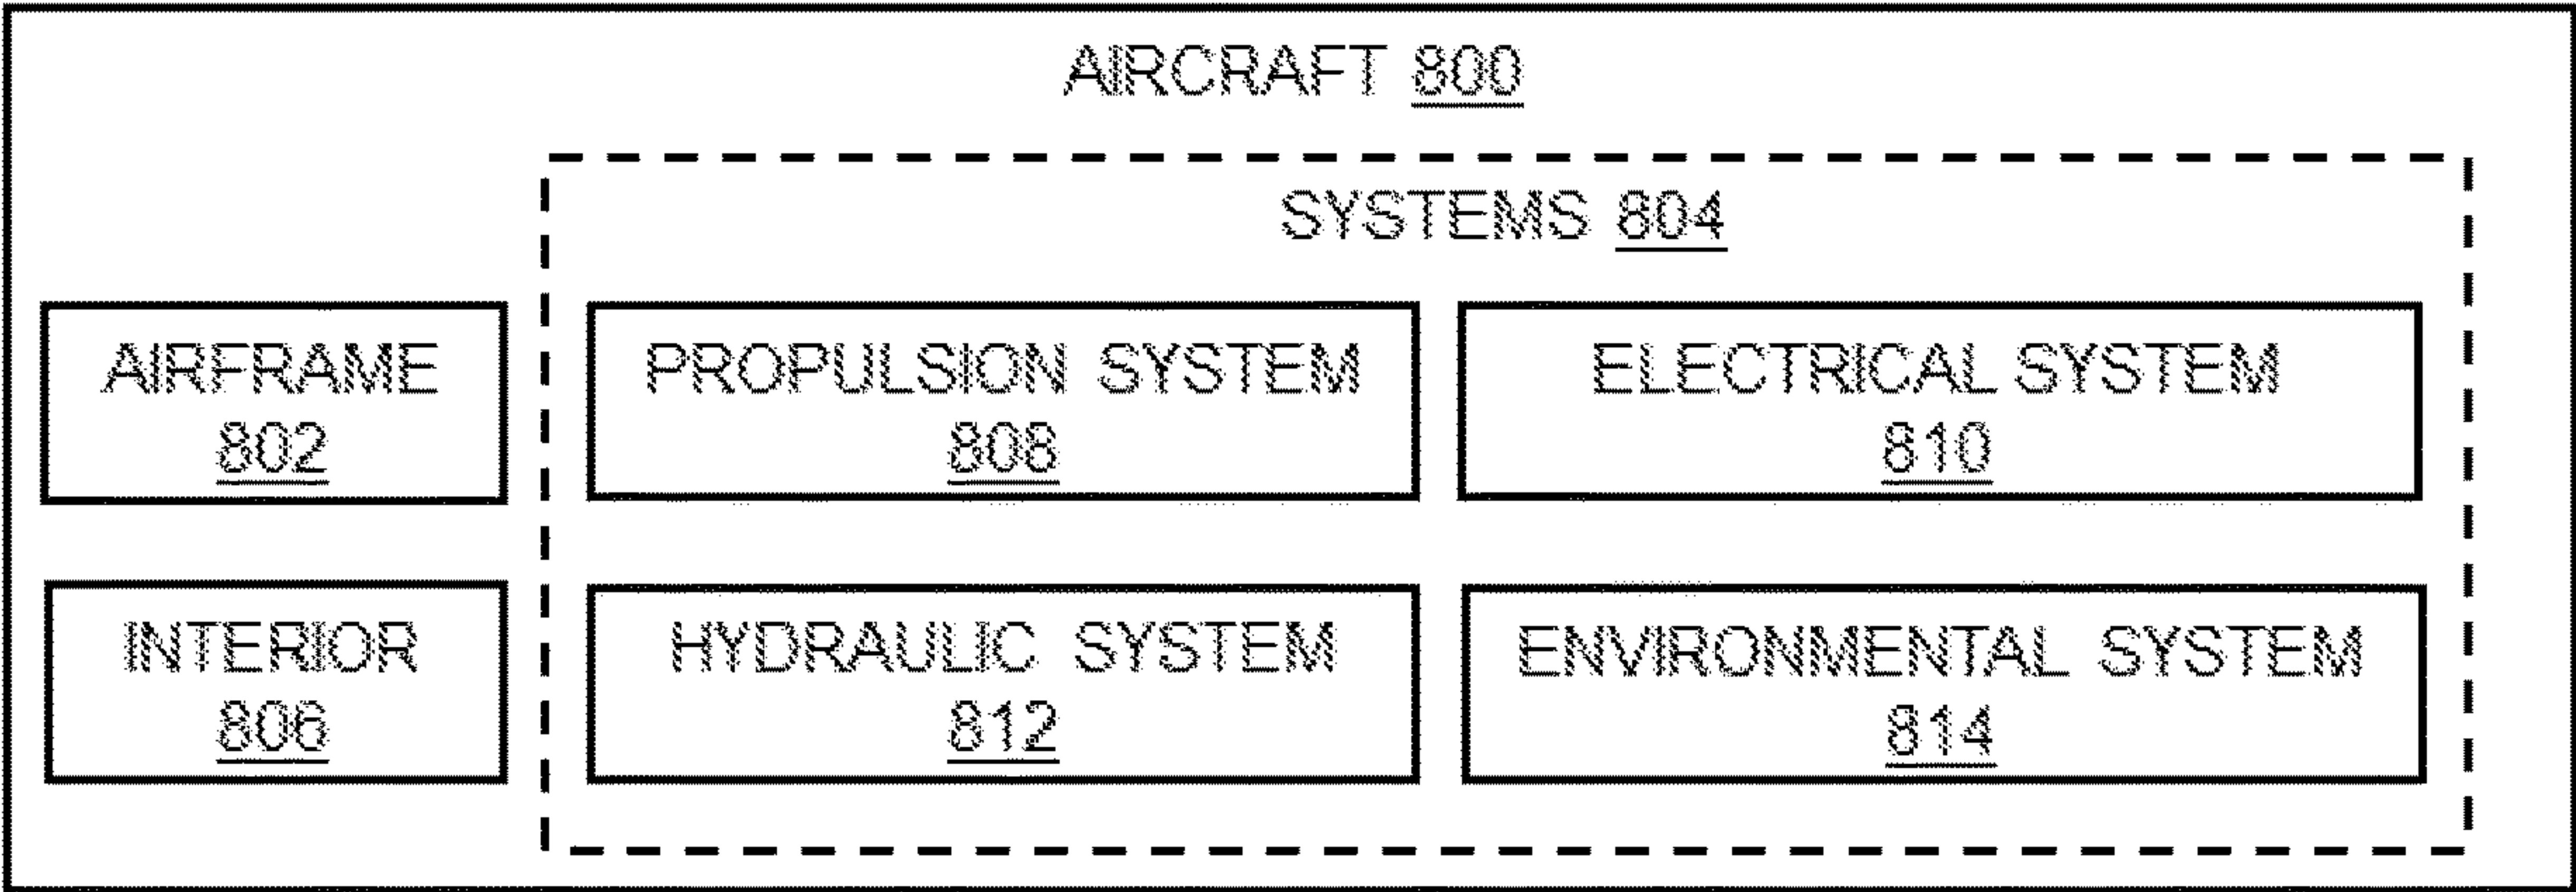 AIRCRAFT 800
SYSTEMS 804
AIRFRAME
802
PROPULSION SYSTEM
808
ELECTRICAL SYSTEM
810
INTERIOR
806
HYDRAULIC SYSTEM
812
ENVIRONMENTAL SYSTEM
814